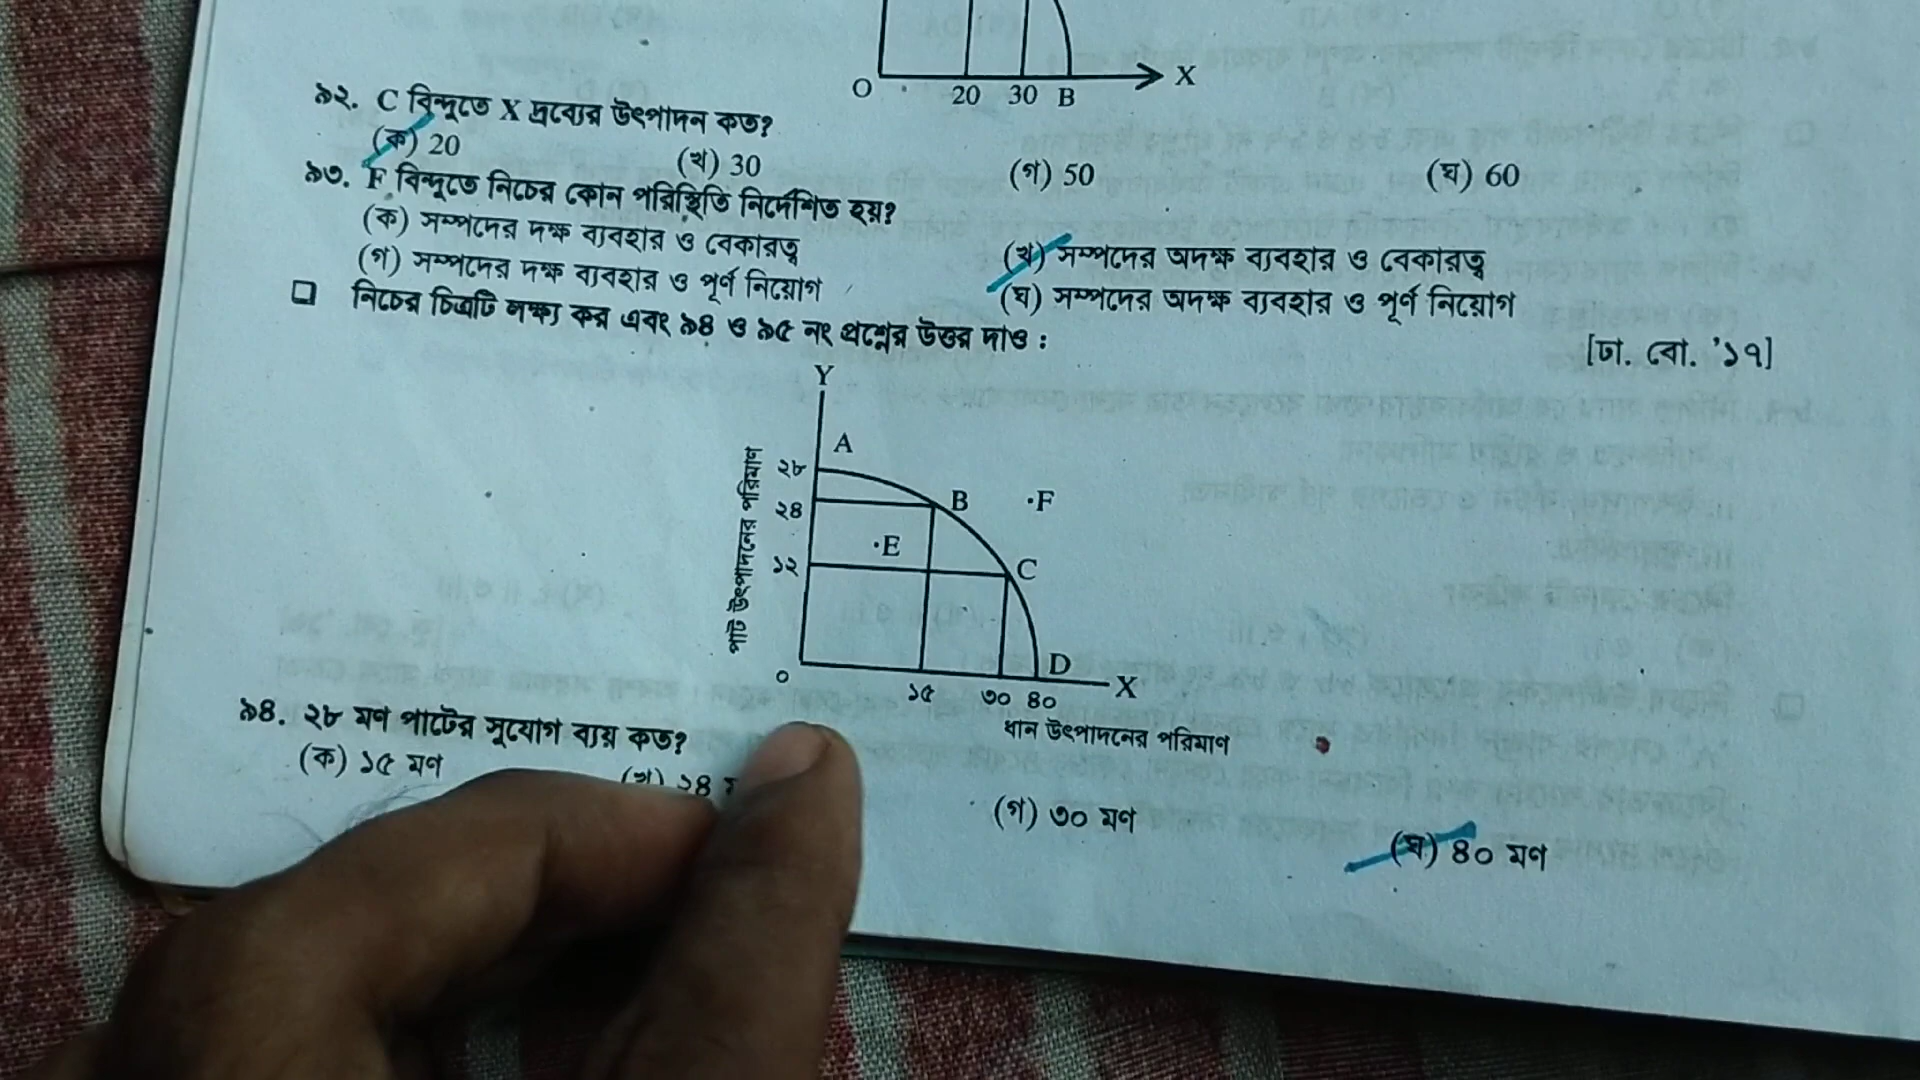 O 20 30 B X
৯২. C বিন্দুতে X দ্রব্যের উৎপাদন কত?
(ক) 20 (খ) 30 (গ) 50 (ঘ) 60
৯৩. F বিন্দুতে নিচের কোন পরিস্থিতি নির্দেশিত হয়?
(ক) সম্পদের দক্ষ ব্যবহার ও বেকারত্ব (খ) সম্পদের অদক্ষ ব্যবহার ও বেকারত্ব
(গ) সম্পদের দক্ষ ব্যবহার ও পূর্ণ নিয়োগ (ঘ) সম্পদের অদক্ষ ব্যবহার ও পূর্ণ নিয়োগ
নিচের চিত্রটি লক্ষ্য কর এবং ৯৪ ও ৯৫ নং প্রশ্নের উত্তর দাও :
[ঢা. বো. '১৭]
Y
A
২৮
২৪ B .F
.E
১২ C
পাট উৎপাদনের পরিমাণ
D
০ X
১৫ ৩০ ৪০
ধান উৎপাদনের পরিমাণ
৯৪. ২৮ মণ পাটের সুযোগ ব্যয় কত?
(ক) ১৫ মণ (খ) ২৪ (গ) ৩০ মণ (ঘ) ৪০ মণ